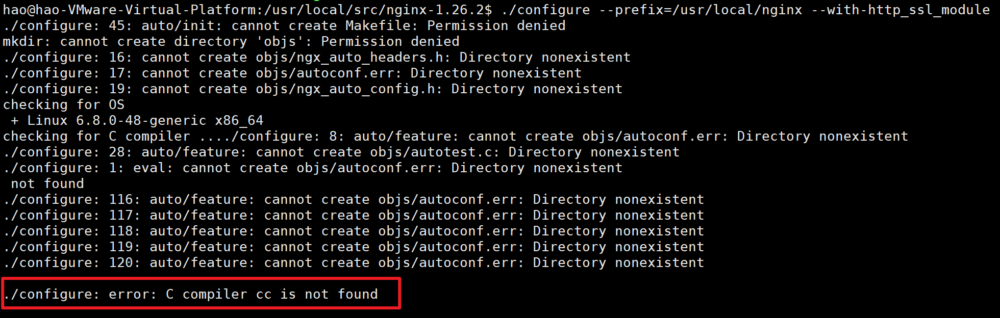 hao@hao-VMware-Virtual-Platform:/usr/local/src/nginx-1.26.2$ ./configure --prefix=/usr/local/nginx --with-http_ssl_module
./configure: 45: auto/init: cannot create Makefile: Permission denied
mkdir: cannot create directory 'objs': Permission denied
./configure: 16: cannot create objs/ngx_auto_headers.h: Directory nonexistent
./configure: 17: cannot create objs/autoconf.err: Directory nonexistent
./configure: 19: cannot create objs/ngx_auto_config.h: Directory nonexistent
checking for OS
 + Linux 6.8.0-48-generic x86_64
checking for C compiler ..../configure: 8: auto/feature: cannot create objs/autoconf.err: Directory nonexistent
./configure: 28: auto/feature: cannot create objs/autotest.c: Directory nonexistent
./configure: 1: eval: cannot create objs/autoconf.err: Directory nonexistent
 not found
./configure: 116: auto/feature: cannot create objs/autoconf.err: Directory nonexistent
./configure: 117: auto/feature: cannot create objs/autoconf.err: Directory nonexistent
./configure: 118: auto/feature: cannot create objs/autoconf.err: Directory nonexistent
./configure: 119: auto/feature: cannot create objs/autoconf.err: Directory nonexistent
./configure: 120: auto/feature: cannot create objs/autoconf.err: Directory nonexistent
./configure: error: C compiler cc is not found